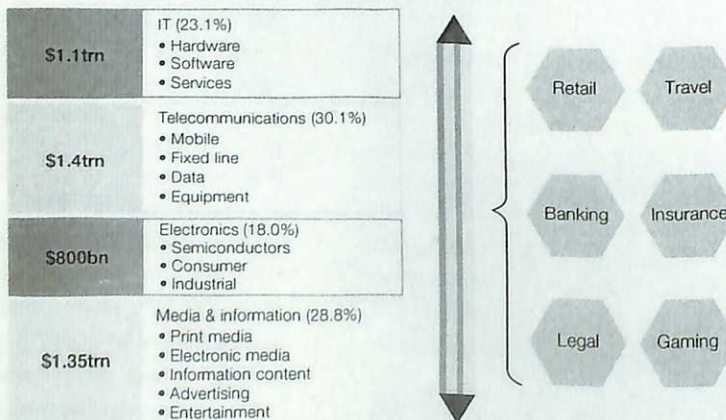 IT (23.1%)
$1.1trn
• Hardware
• Software
• Services
Telecommunications (30.1%)
$1.4trn
• Mobile
• Fixed line
• Data
• Equipment
Electronics (18.0%)
$800bn
• Semiconductors
• Consumer
• Industrial
Media & information (28.8%)
$1.35trn
• Print media
• Electronic media
• Information content
• Advertising
• Entertainment
Retail
Travel
Banking
Insurance
Legal
Gaming